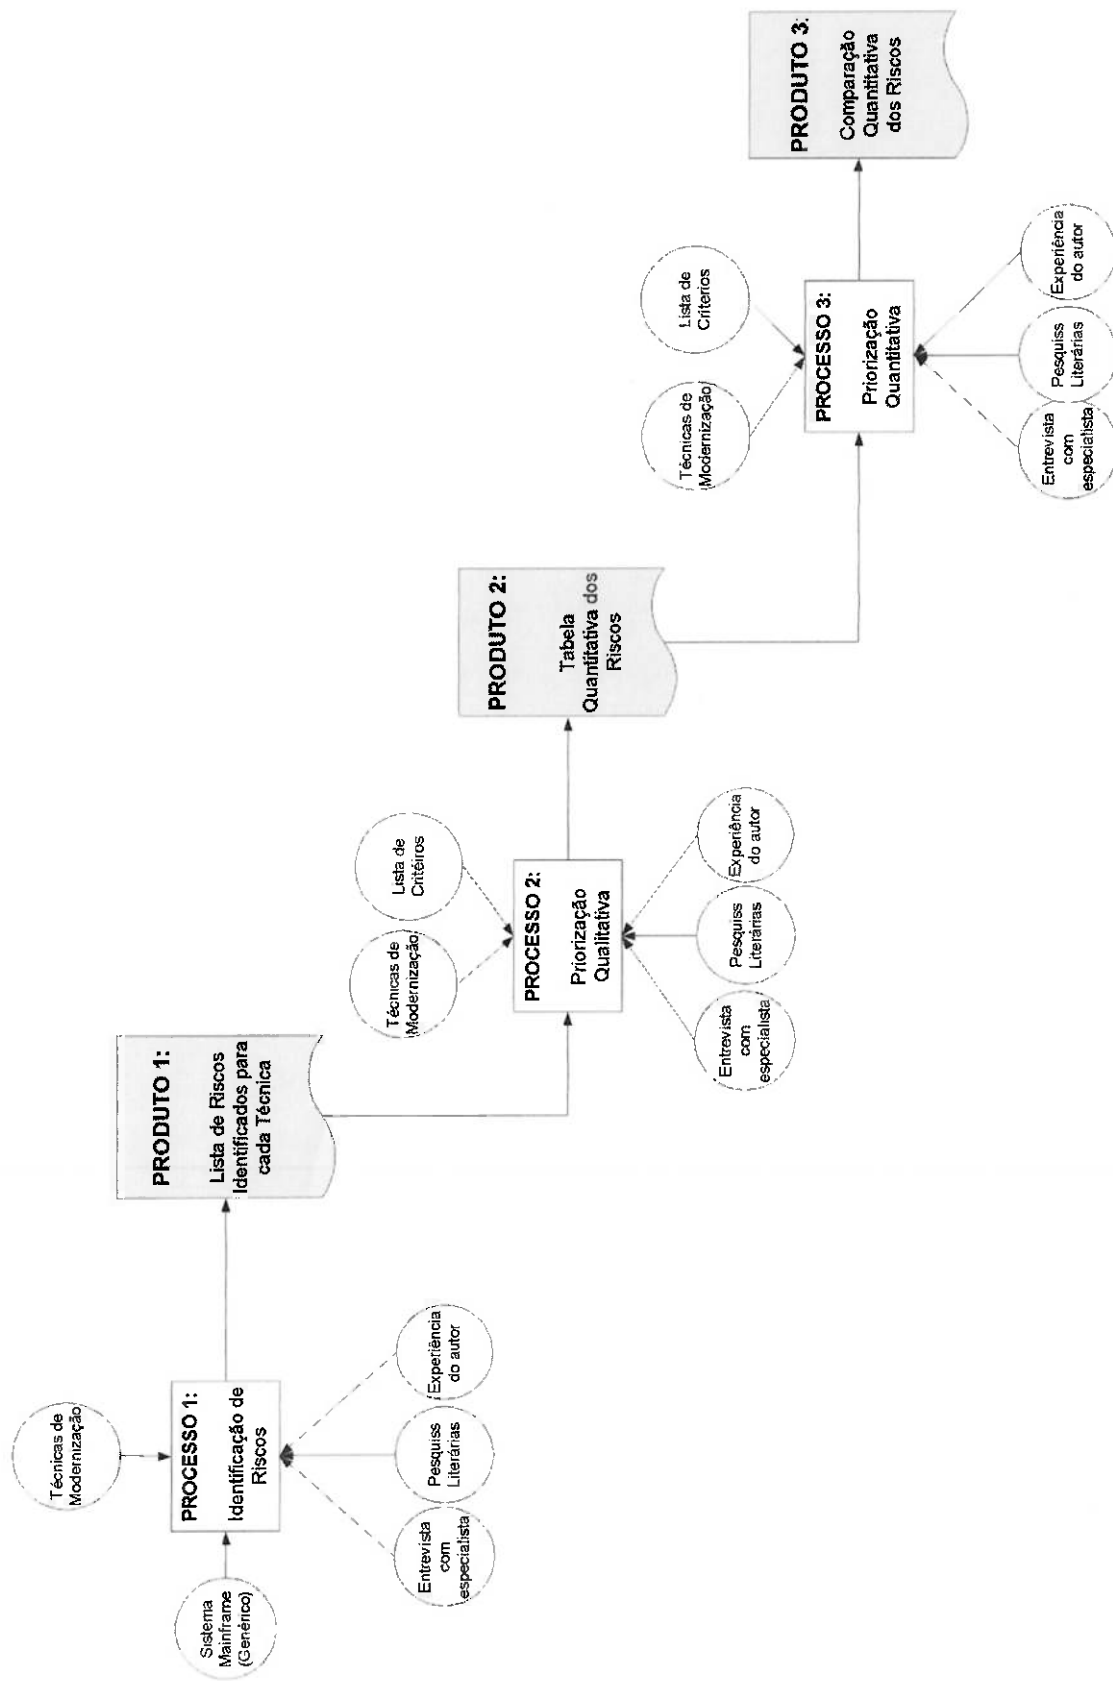 Técnicas de
Modernização
Sistema
Mainframe
(Genérico)
PROCESSO 1:
Identificação de
Riscos
Entrevista
com
especialista
Pesquiss
Literárias
Experiência
do autor
PRODUTO 1:
Lista de Riscos
Identificados para
cada Técnica
Técnicas de
Modernização
Lista de
Critéiros
PROCESSO 2:
Priorização
Qualitativa
Entrevista
com
especialista
Pesquiss
Literárias
Experiência
do autor
PRODUTO 2:
Tabela
Quantitativa dos
Riscos
Técnicas de
Modernização
Lista de
Criterios
PROCESSO 3:
Priorização
Quantitativa
Entrevista
com
especialista
Pesquiss
Literárias
Experiência
do autor
PRODUTO 3:
Comparação
Quantitativa
dos Riscos